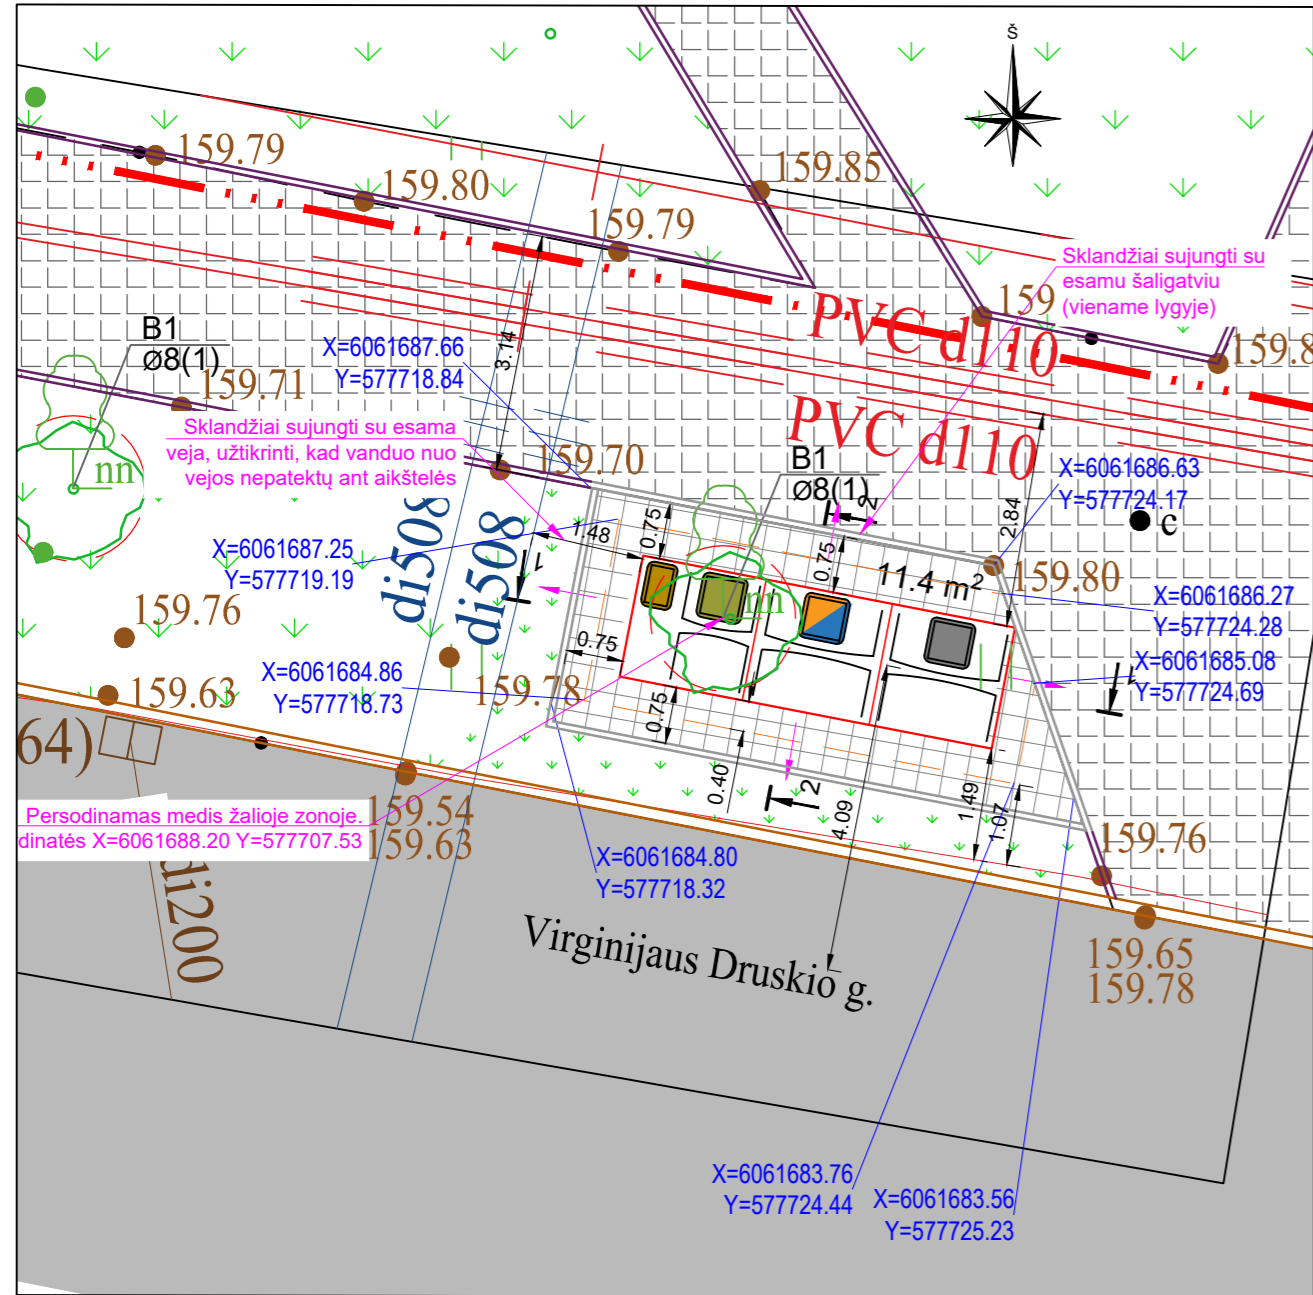 Š
159.79
159.80
159.85
159.79
Sklandžiai sujungti su
esamu šaligatviu
(viename lygyje)
159
159.8
PVC d110
PVC d110
B1
Ø8(1)
nn
159.71
X=6061687.66
Y=577718.84
3.14
Sklandžiai sujungti su esama
veja, užtikrinti, kad vanduo nuo
vejos nepatektų ant aikštelės
159.70
B1
Ø8(1)
nn
2
X=6061686.63
Y=577724.17
2.84
c
1.48
0.75
0.75
11.4 m²
159.80
X=6061687.25
Y=577719.19
1
di508
di508
X=6061686.27
Y=577724.28
X=6061685.08
Y=577724.69
1
159.76
0.75
X=6061684.86
Y=577718.73
159.63
159.78
0.75
0.40
2
4.09
1.49
1.07
64)
Persodinamas medis žalioje zonoje.
dinatės X=6061688.20 Y=577707.53
159.54
159.63
159.76
X=6061684.80
Y=577718.32
di200
Virginijaus Druskio g.
159.65
159.78
X=6061683.76
Y=577724.44
X=6061683.56
Y=577725.23